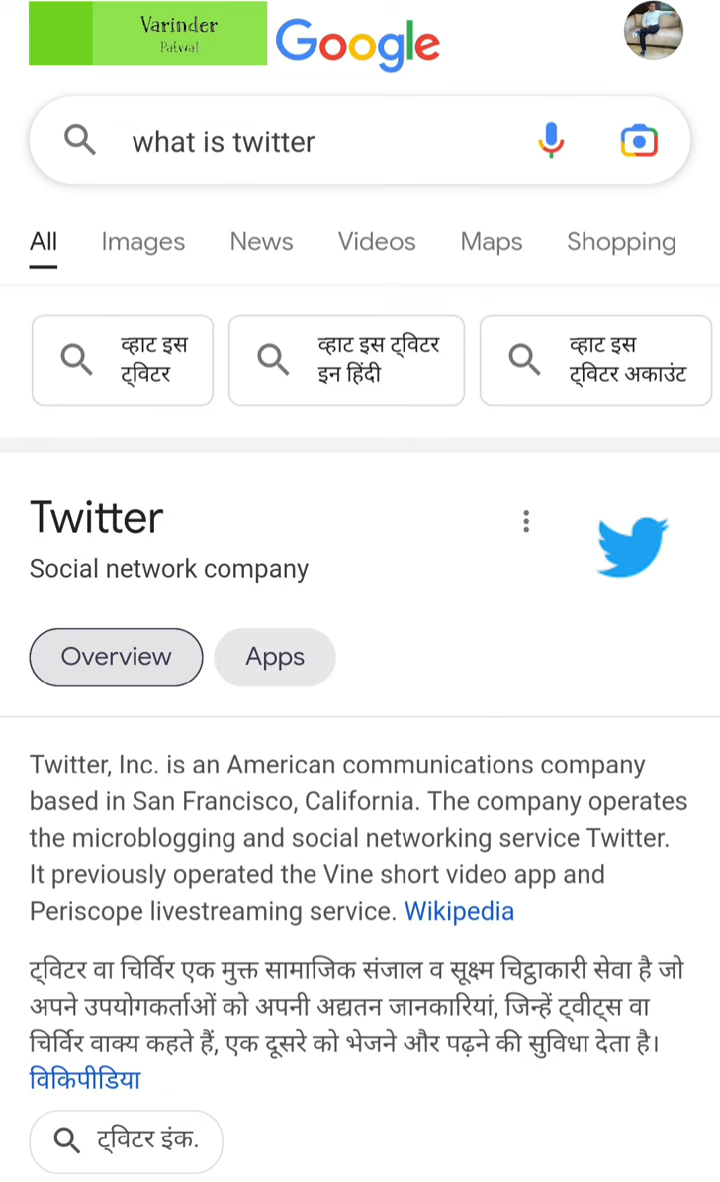 Varinder
Patwal
Google
what is twitter
All Images News Videos Maps Shopping
व्हाट इस
ट्विटर
व्हाट इस ट्विटर
इन हिंदी
व्हाट इस
ट्विटर अकाउंट
Twitter
Social network company
Overview Apps
Twitter, Inc. is an American communications company
based in San Francisco, California. The company operates
the microblogging and social networking service Twitter.
It previously operated the Vine short video app and
Periscope livestreaming service. Wikipedia
ट्विटर वा चिर्विर एक मुक्त सामाजिक संजाल व सूक्ष्म चिट्ठाकारी सेवा है जो
अपने उपयोगकर्ताओं को अपनी अद्यतन जानकारियां, जिन्हें ट्वीट्स वा
चिर्विर वाक्य कहते हैं, एक दूसरे को भेजने और पढ़ने की सुविधा देता है।
विकिपीडिया
ट्विटर इंक.